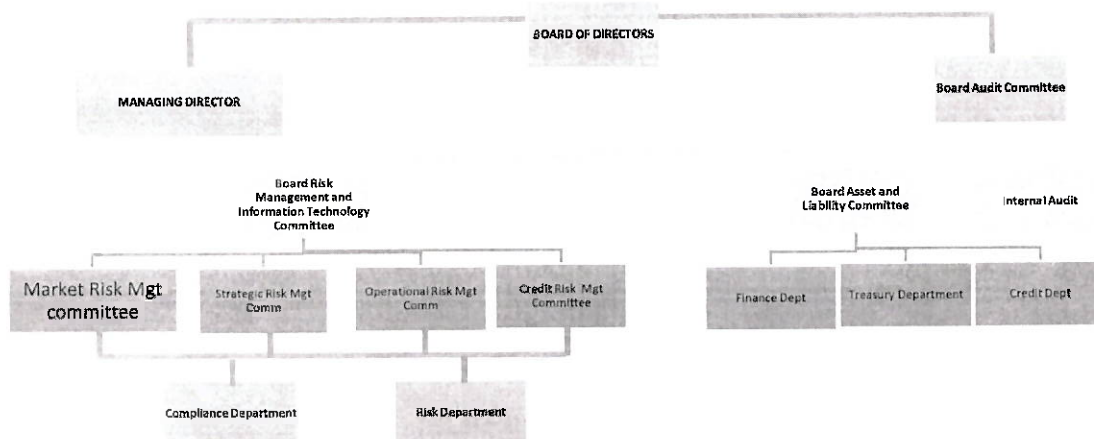 BOARD OF DIRECTORS
MANAGING DIRECTOR
Board Audit Committee
Board Risk
Management and
Information Technology
Committee
Board Asset and
Liability Committee
Internal Audit
Market Risk Mgt
committee
Strategic Risk Mgt
Comm
Operational Risk Mgt
Comm
Credit Risk Mgt
Committee
Finance Dept
Treasury Department
Credit Dept
Compliance Department
Risk Department